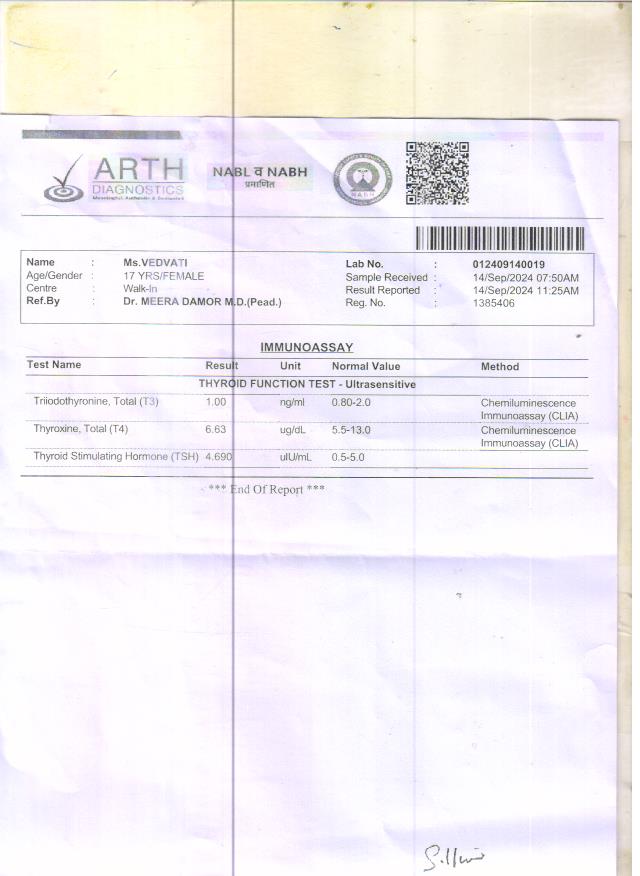 ARTH
DIAGNOSTICS
NABL व NABH
प्रमाणित
NABH
Name : Ms.VEDVATI
Age/Gender : 17 YRS/FEMALE
Centre : Walk-In
Ref.By : Dr. MEERA DAMOR M.D.(Pead.)
Lab No. : 012409140019
Sample Received : 14/Sep/2024 07:50AM
Result Reported : 14/Sep/2024 11:25AM
Reg. No. : 1385406
IMMUNOASSAY
Test Name Result Unit Normal Value Method
THYROID FUNCTION TEST - Ultrasensitive
Triiodothyronine, Total (T3) 1.00 ng/ml 0.80-2.0 Chemiluminescence
Immunoassay (CLIA)
Thyroxine, Total (T4) 6.63 ug/dL 5.5-13.0 Chemiluminescence
Immunoassay (CLIA)
Thyroid Stimulating Hormone (TSH) 4.690 uIU/mL 0.5-5.0
*** End Of Report ***